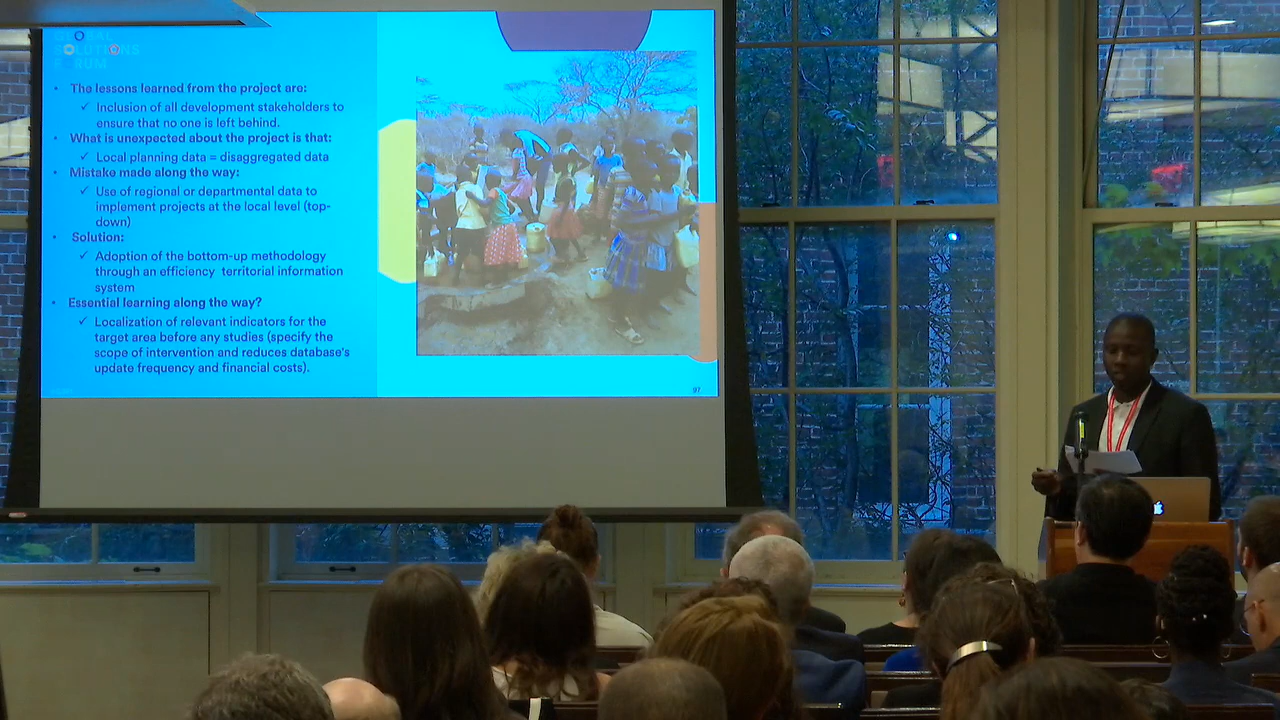 GLOBAL
SOLUTIONS
FORUM
• The lessons learned from the project are:
✓ Inclusion of all development stakeholders to
ensure that no one is left behind.
• What is unexpected about the project is that:
✓ Local planning data = disaggregated data
• Mistake made along the way:
✓ Use of regional or departmental data to
implement projects at the local level (top-
down)
• Solution:
✓ Adoption of the bottom-up methodology
through an efficiency territorial information
system
• Essential learning along the way?
✓ Localization of relevant indicators for the
target area before any studies (specify the
scope of intervention and reduces database's
update frequency and financial costs).
97